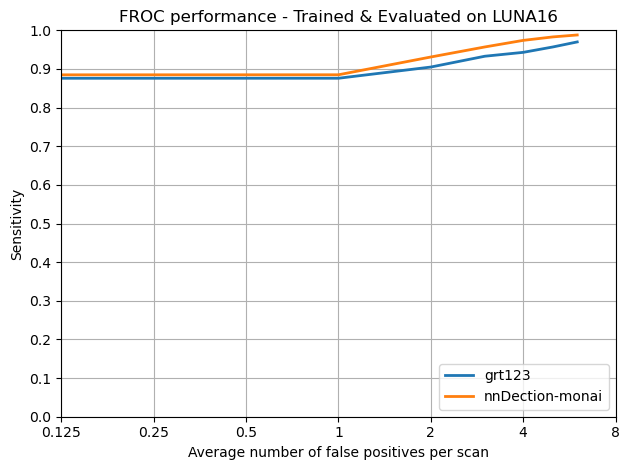 FROC performance - Trained & Evaluated on LUNA16
1.0
0.9
0.8
0.7
0.6
0.5
0.4
0.3
0.2
0.1
0.0
Sensitivity
grt123
nnDection-monai
0.125 0.25 0.5 1 2 4 8
Average number of false positives per scan